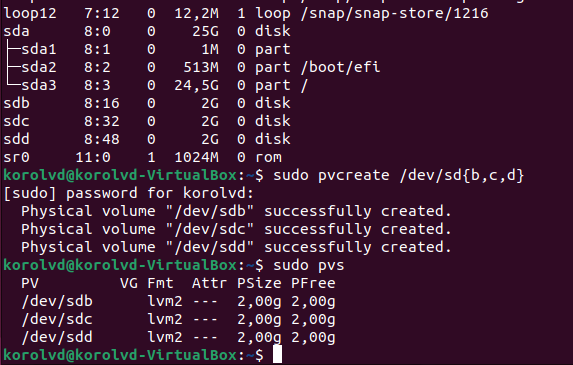 loop12   7:12   0  12,2M  1 loop /snap/snap-store/1216
sda      8:0    0    25G  0 disk
├─sda1   8:1    0     1M  0 part
├─sda2   8:2    0   513M  0 part /boot/efi
└─sda3   8:3    0  24,5G  0 part /
sdb      8:16   0     2G  0 disk
sdc      8:32   0     2G  0 disk
sdd      8:48   0     2G  0 disk
sr0     11:0    1  1024M  0 rom
korolvd@korolvd-VirtualBox:~$ sudo pvcreate /dev/sd{b,c,d}
[sudo] password for korolvd:
  Physical volume "/dev/sdb" successfully created.
  Physical volume "/dev/sdc" successfully created.
  Physical volume "/dev/sdd" successfully created.
korolvd@korolvd-VirtualBox:~$ sudo pvs
  PV         VG Fmt  Attr PSize PFree
  /dev/sdb      lvm2 ---  2,00g 2,00g
  /dev/sdc      lvm2 ---  2,00g 2,00g
  /dev/sdd      lvm2 ---  2,00g 2,00g
korolvd@korolvd-VirtualBox:~$